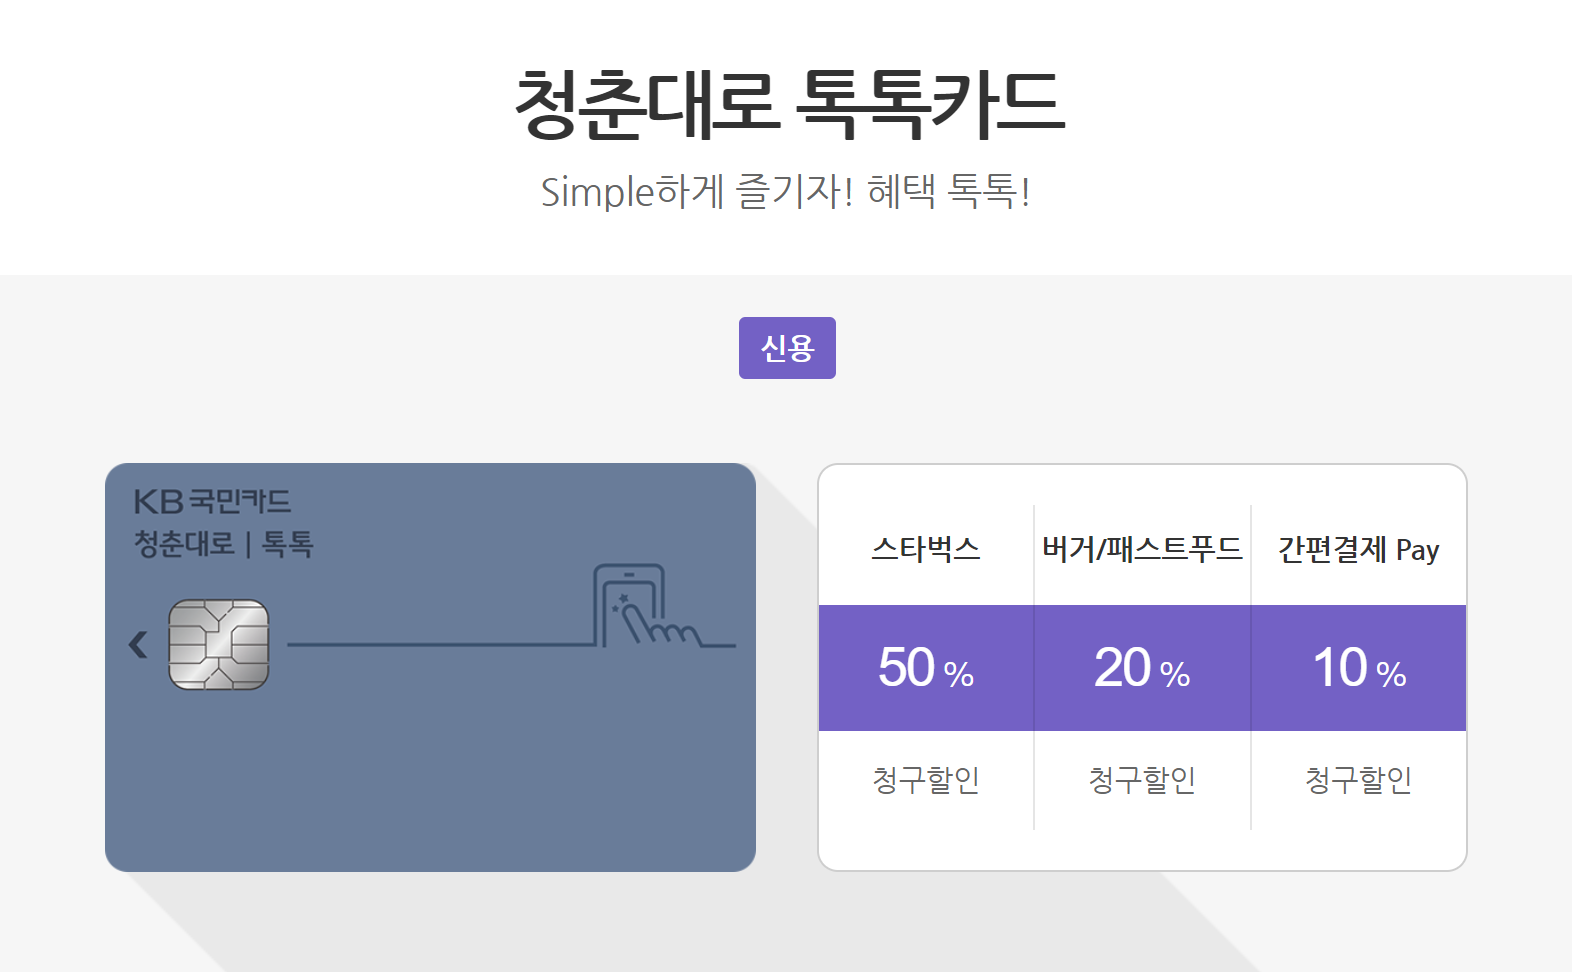 청춘대로 톡톡카드
Simple하게 즐기자! 혜택 톡톡!
신용
KB 국민카드
청춘대로 | 톡톡
스타벅스 버거/패스트푸드 간편결제 Pay
50 % 20 % 10 %
청구할인 청구할인 청구할인